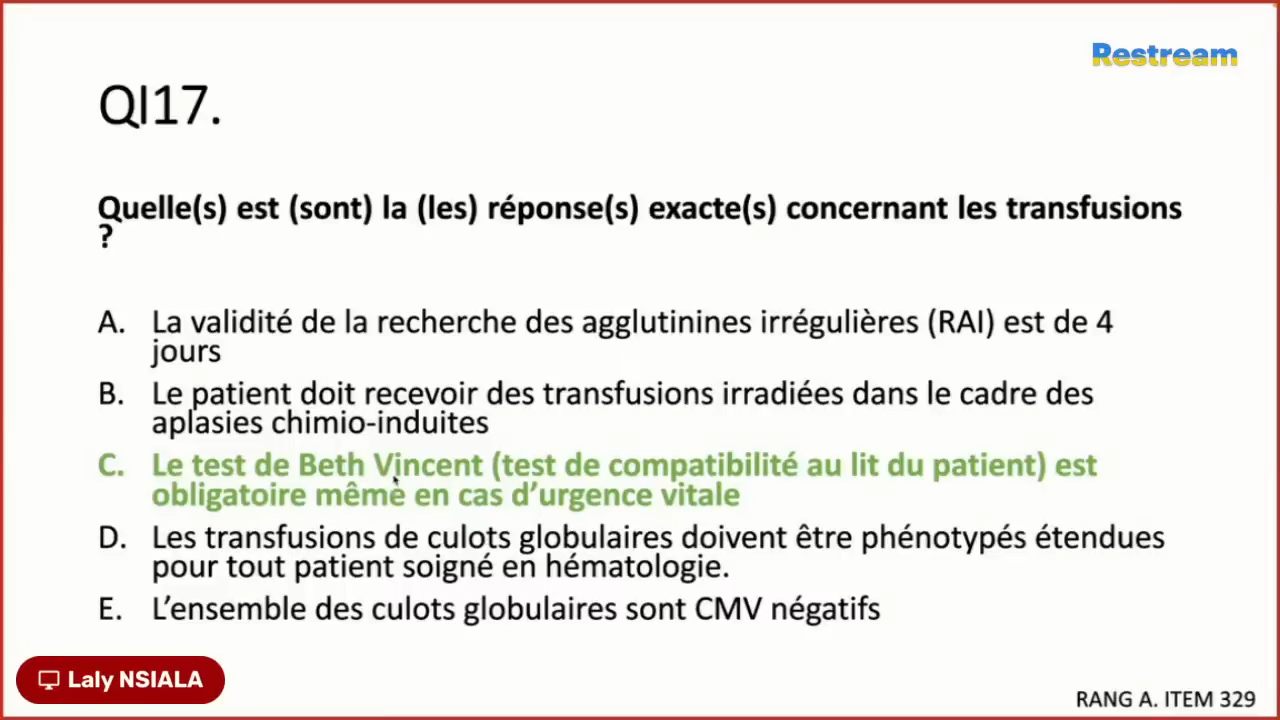 Restream
QI17.
Quelle(s) est (sont) la (les) réponse(s) exacte(s) concernant les transfusions
?
A. La validité de la recherche des agglutinines irrégulières (RAI) est de 4
jours
B. Le patient doit recevoir des transfusions irradiées dans le cadre des
aplasies chimio-induites
C. Le test de Beth Vincent (test de compatibilité au lit du patient) est
obligatoire même en cas d’urgence vitale
D. Les transfusions de culots globulaires doivent être phénotypés étendues
pour tout patient soigné en hématologie.
E. L’ensemble des culots globulaires sont CMV négatifs
Laly NSIALA
RANG A. ITEM 329